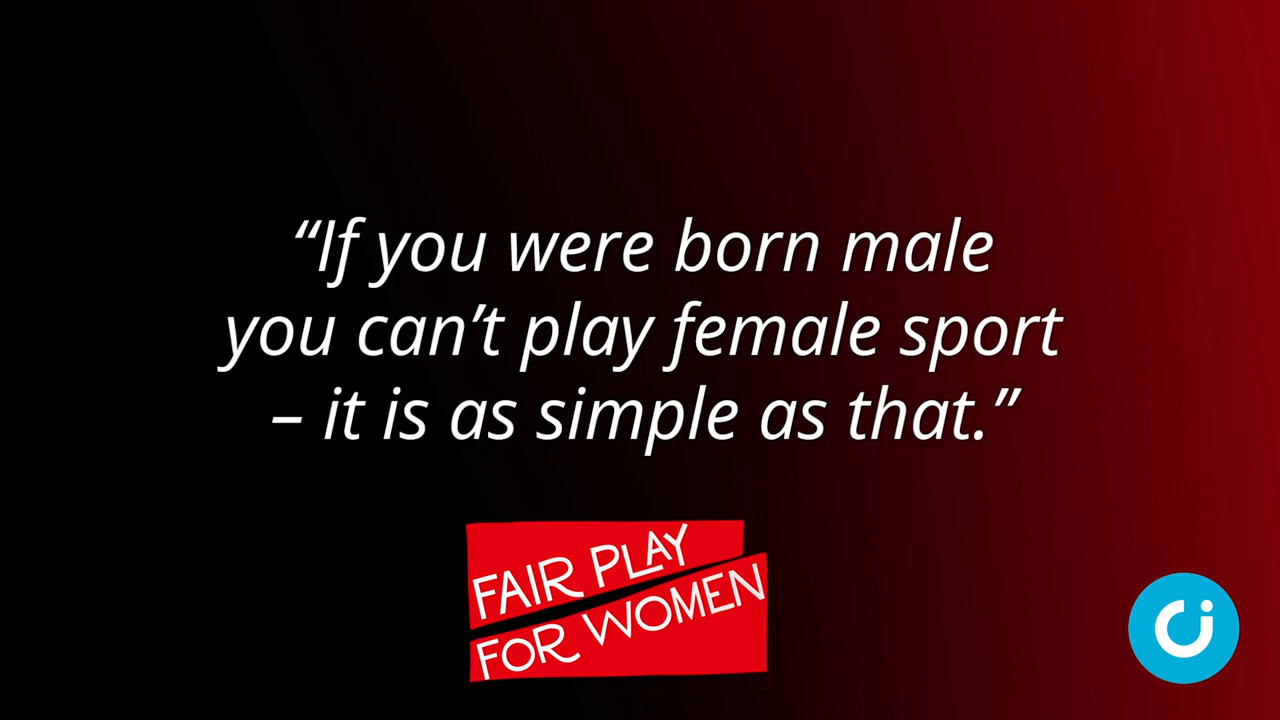 “If you were born male
you can’t play female sport
– it is as simple as that.”
FAIR PLAY
FOR WOMEN